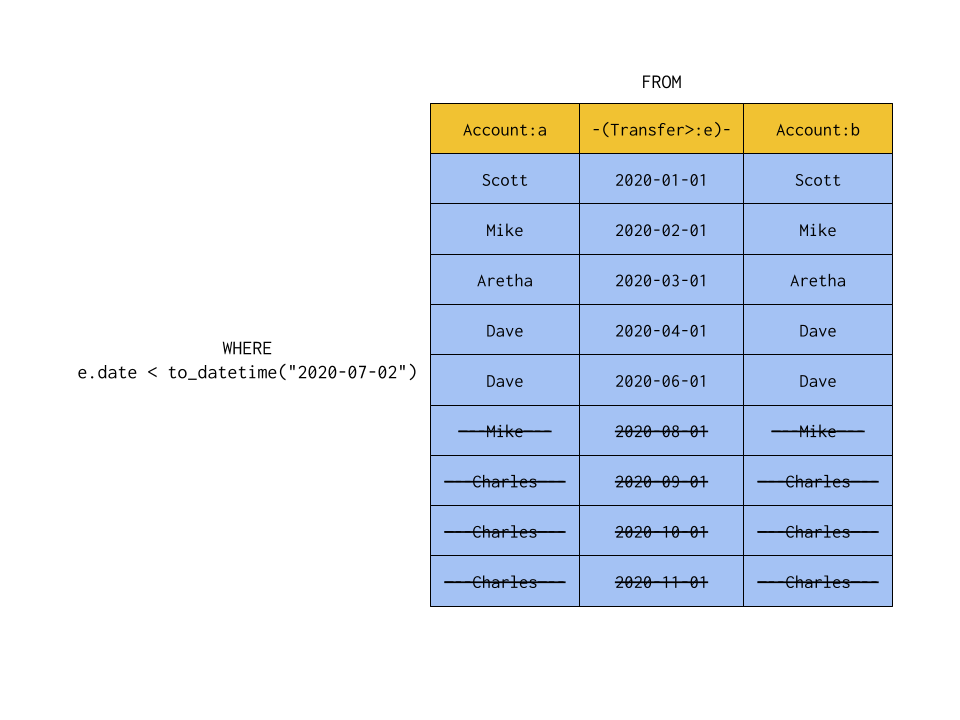 FROM
Account:a -(Transfer>:e)- Account:b
Scott 2020-01-01 Scott
Mike 2020-02-01 Mike
Aretha 2020-03-01 Aretha
Dave 2020-04-01 Dave
WHERE
e.date < to_datetime("2020-07-02")
Dave 2020-06-01 Dave
Mike 2020-08-01 Mike
Charles 2020-09-01 Charles
Charles 2020-10-01 Charles
Charles 2020-11-01 Charles